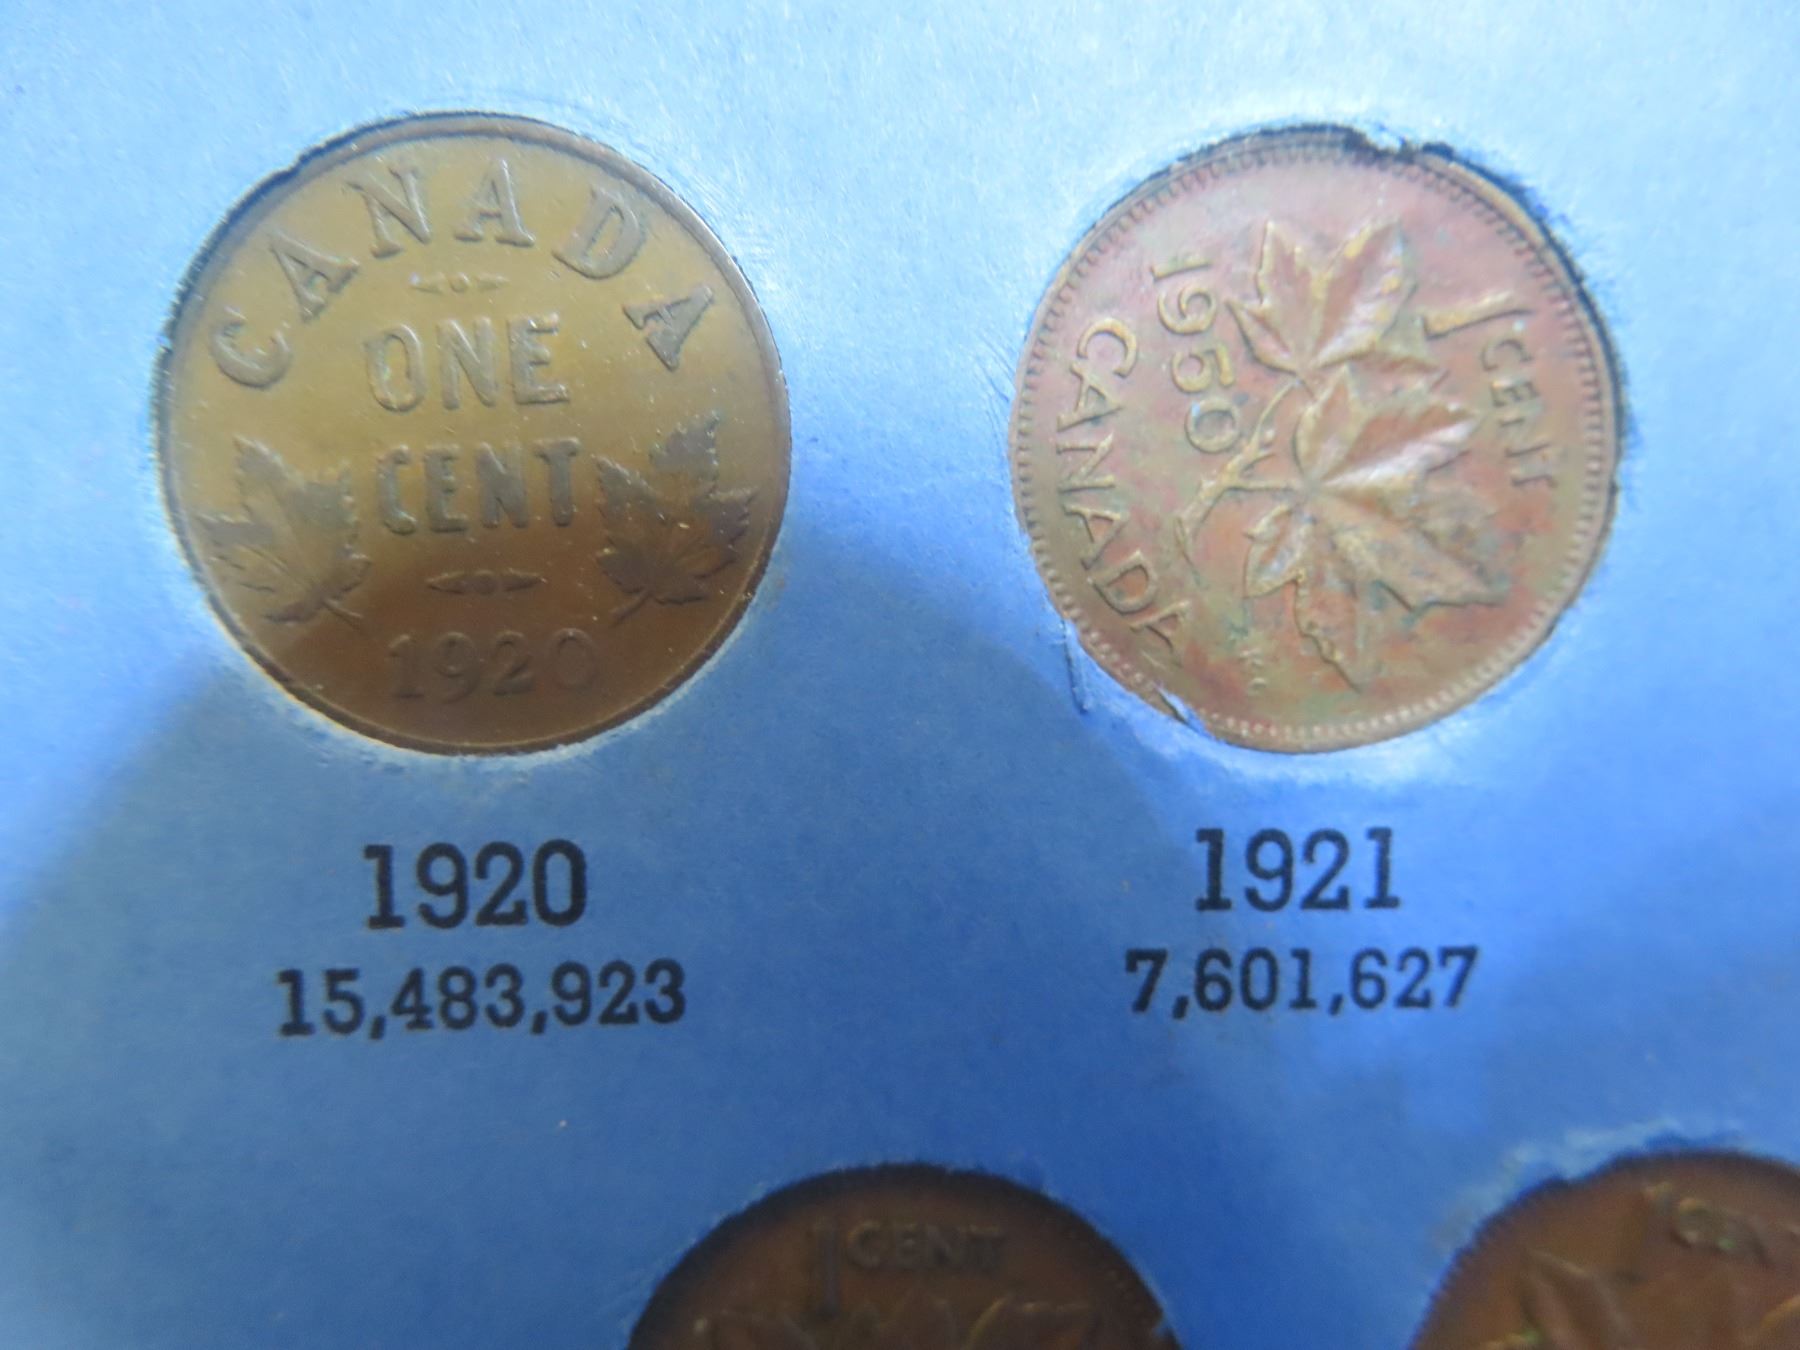 CANADA
ONE
CENT
1920
1 CENT
1950
CANADA
K G
1920
15,483,923
1921
7,601,627
1 CENT